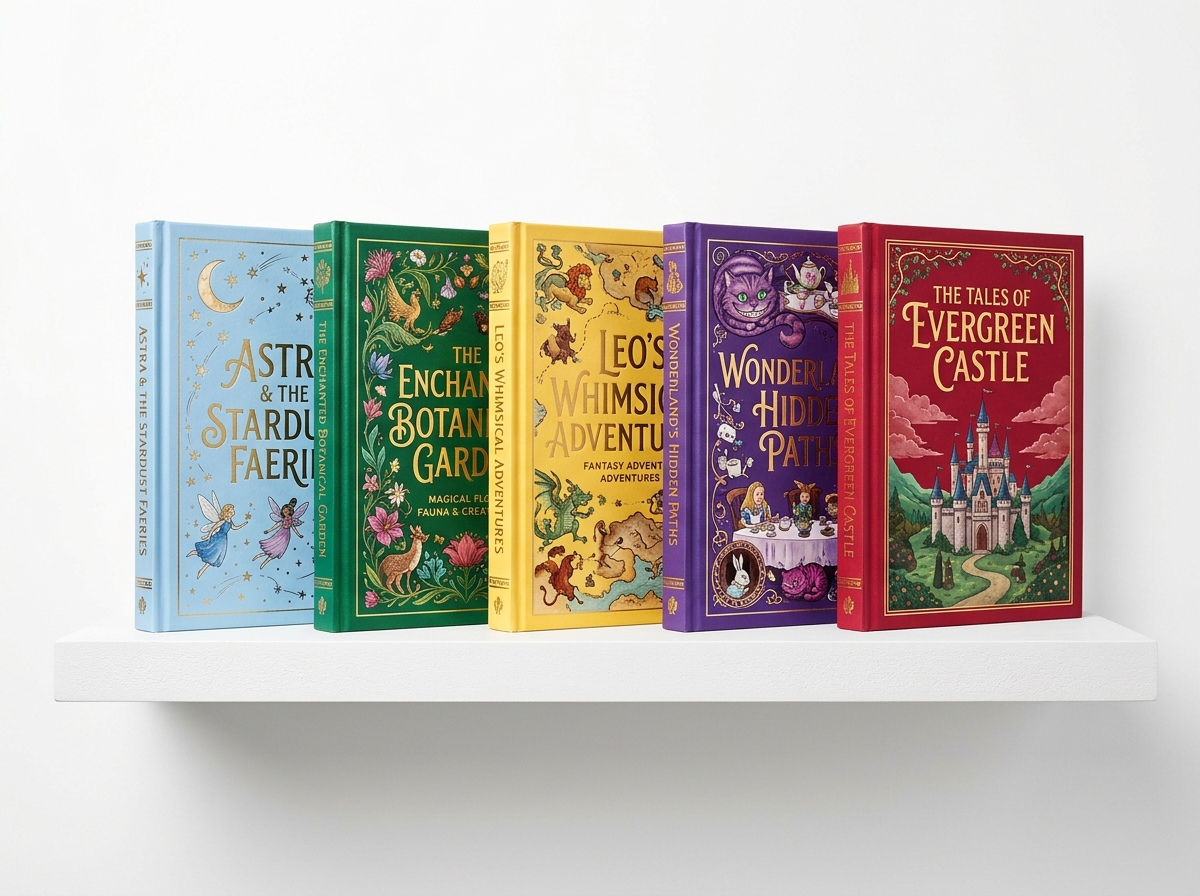 ASTRA & THE STARDUST FAERIES
ASTR
& THE
STARDU
FAERI
THE ENCHANTED BOTANICAL GARDEN
THE
ENCHAN
BOTANI
GARD
MAGICAL FLO
FAUNA & CREAT
LEO'S WHIMSICAL ADVENTURES
LEO'S
WHIMSIC
ADVENTU
FANTASY ADVENT
ADVENTURES
WONDERLAND'S HIDDEN PATHS
WONDERLA
HIDDE
PATHS
THE TALES OF EVERGREEN CASTLE
THE TALES OF
EVERGREEN
CASTLE